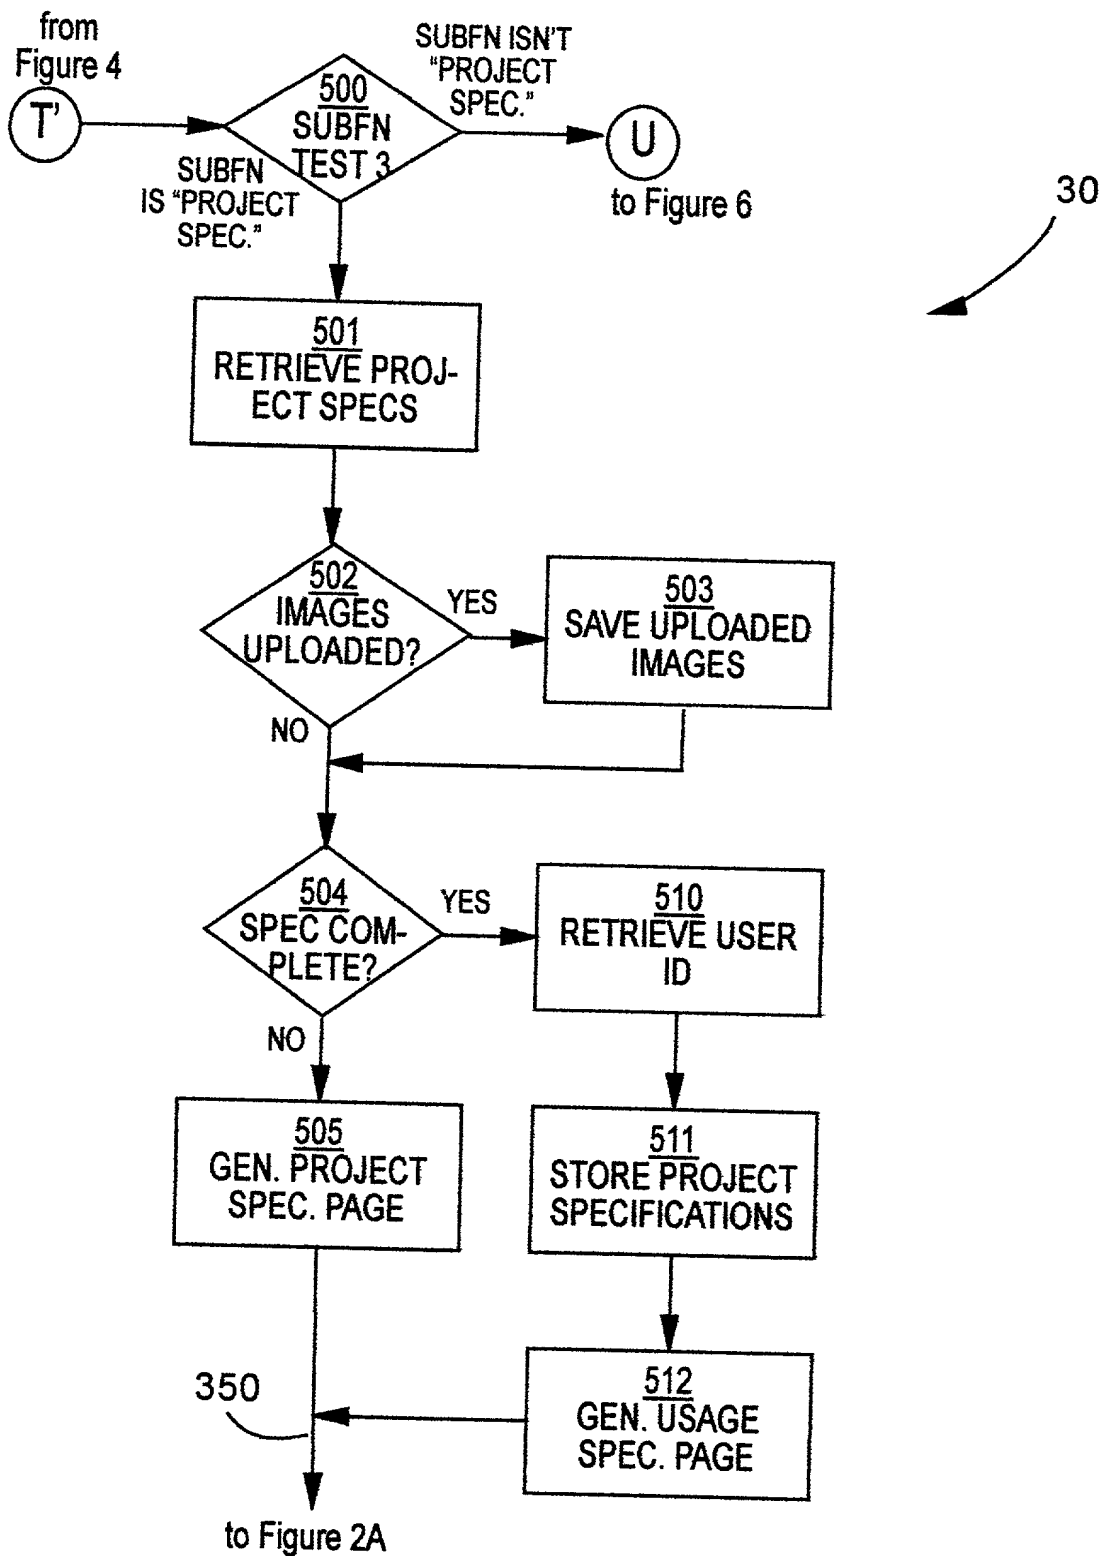 from
Figure 4
T'
500
SUBFN
TEST 3
SUBFN ISN'T
“PROJECT
SPEC.”
U
to Figure 6
SUBFN
IS “PROJECT
SPEC.”
30
501
RETRIEVE PROJ-
ECT SPECS
502
IMAGES
UPLOADED?
YES
503
SAVE UPLOADED
IMAGES
NO
504
SPEC COM-
PLETE?
YES
510
RETRIEVE USER
ID
NO
505
GEN. PROJECT
SPEC. PAGE
511
STORE PROJECT
SPECIFICATIONS
350
512
GEN. USAGE
SPEC. PAGE
to Figure 2A